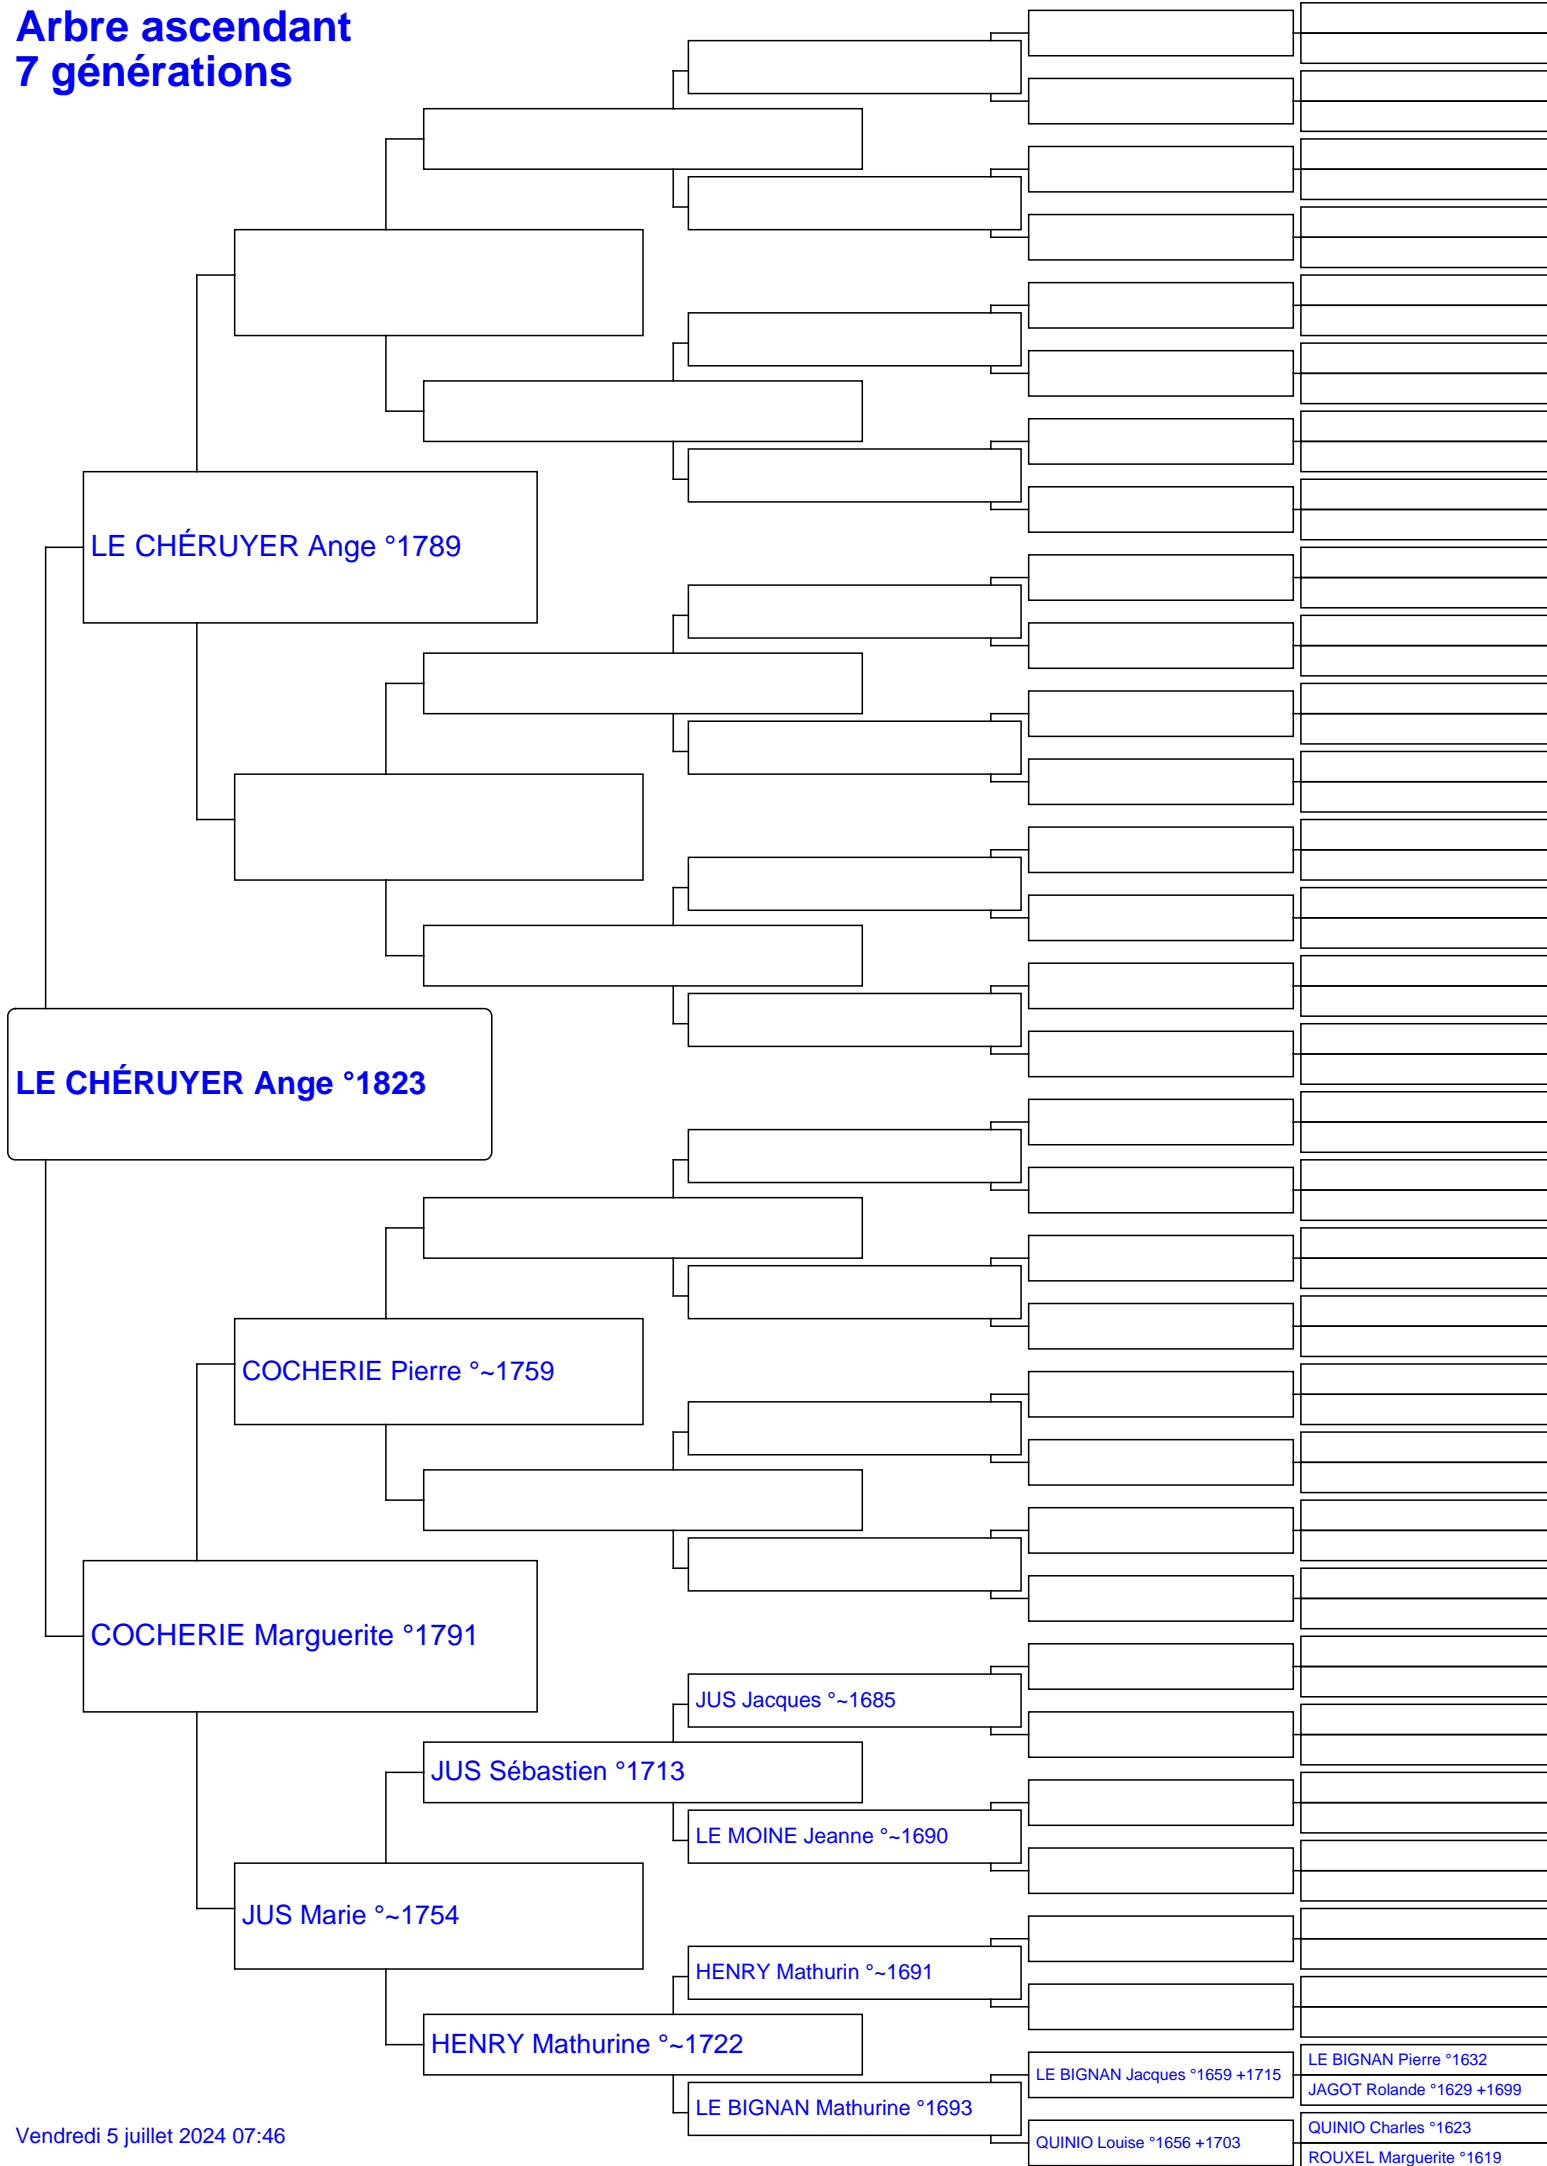 Arbre ascendant
7 générations
LE CHÉRUYER Ange °1789
LE CHÉRUYER Ange °1823
COCHERIE Pierre °~1759
COCHERIE Marguerite °1791
JUS Jacques °~1685
JUS Sébastien °1713
LE MOINE Jeanne °~1690
JUS Marie °~1754
HENRY Mathurin °~1691
HENRY Mathurine °~1722
LE BIGNAN Pierre °1632
LE BIGNAN Jacques °1659 +1715
JAGOT Rolande °1629 +1699
LE BIGNAN Mathurine °1693
QUINIO Charles °1623
QUINIO Louise °1656 +1703
ROUXEL Marguerite °1619
Vendredi 5 juillet 2024 07:46